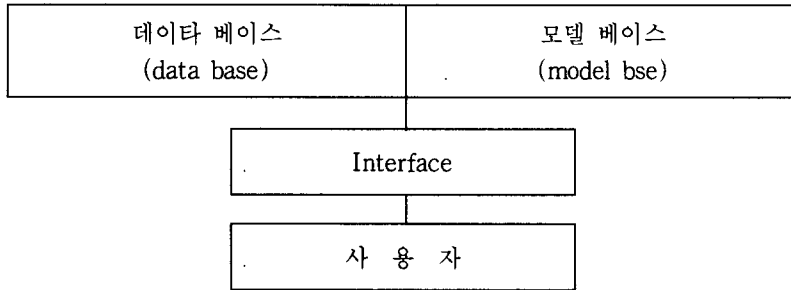 데이타 베이스
(data base)
모델 베이스
(model bse)
Interface
사 용 자